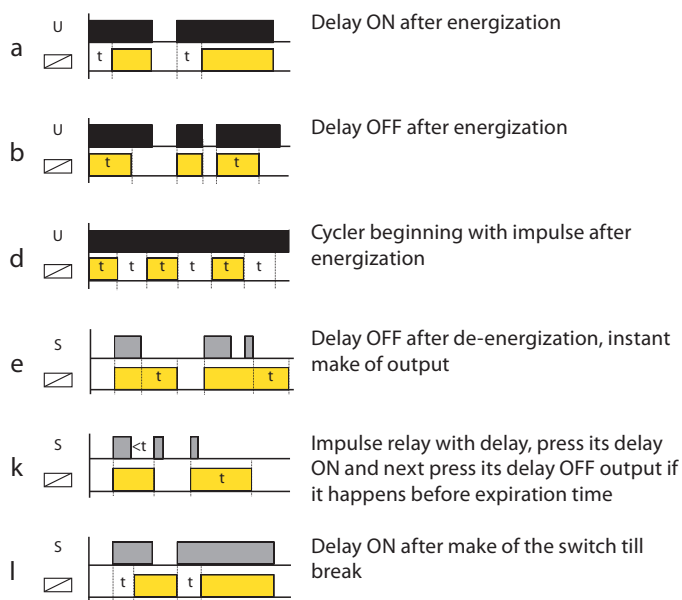 U
Delay ON after energization
a
t
t
U
Delay OFF after energization
b
t
t
U
Cycler beginning with impulse after
energization
d
t t t t t t
S
Delay OFF after de-energization, instant
make of output
e
t
t
S
<t
Impulse relay with delay, press its delay
ON and next press its delay OFF output if
it happens before expiration time
k
t
S
Delay ON after make of the switch till
break
l
t
t